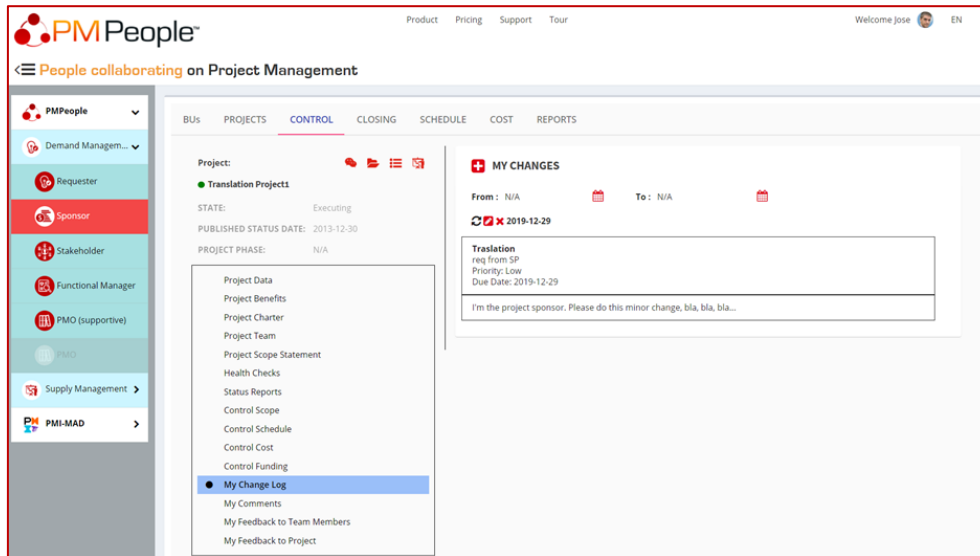 PMPeople™
Product Pricing Support Tour
Welcome Jose EN
People collaborating on Project Management
PMPeople
Demand Managem...
Requester
Sponsor
Stakeholder
Functional Manager
PMO (supportive)
PMO
Supply Management
PMI-MAD
BUs PROJECTS CONTROL CLOSING SCHEDULE COST REPORTS
Project:
Translation Project1
STATE: Executing
PUBLISHED STATUS DATE: 2013-12-30
PROJECT PHASE: N/A
Project Data
Project Benefits
Project Charter
Project Team
Project Scope Statement
Health Checks
Status Reports
Control Scope
Control Schedule
Control Cost
Control Funding
My Change Log
My Comments
My Feedback to Team Members
My Feedback to Project
MY CHANGES
From : N/A To : N/A
2019-12-29
Traslation
req from SP
Priority: Low
Due Date: 2019-12-29
I'm the project sponsor. Please do this minor change, bla, bla, bla...